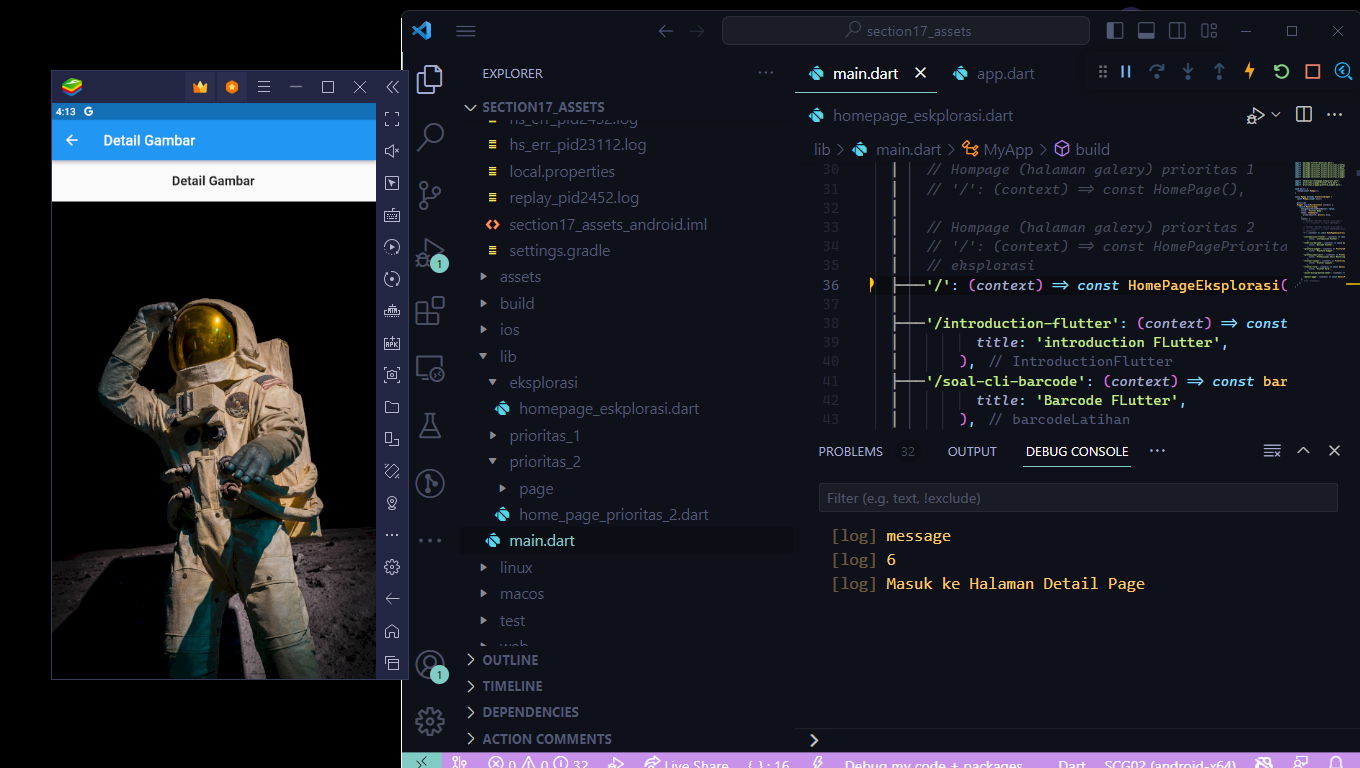 4:13 G
Detail Gambar
Detail Gambar
section17_assets
EXPLORER
SECTION17_ASSETS
hs_err_pid2452.log
hs_err_pid23112.log
local.properties
replay_pid2452.log
section17_assets_android.iml
settings.gradle
assets
build
ios
lib
eksplorasi
homepage_eskplorasi.dart
prioritas_1
prioritas_2
page
home_page_prioritas_2.dart
main.dart
linux
macos
test
web
OUTLINE
TIMELINE
DEPENDENCIES
ACTION COMMENTS
1
1
APK
main.dart
app.dart
homepage_eskplorasi.dart
lib > main.dart > MyApp > build
30 // Hompage (halaman galery) prioritas 1
31 // '/': (context) => const HomePage(),
32
33 // Hompage (halaman galery) prioritas 2
34 // '/': (context) => const HomePagePriorita
35 // eksplorasi
36 '/': (context) => const HomePageEksplorasi(
37
38 '/introduction-flutter': (context) => const
39 title: 'introduction FLutter',
40 ), // IntroductionFlutter
41 '/soal-cli-barcode': (context) => const bar
42 title: 'Barcode FLutter',
43 ), // barcodeLatihan
PROBLEMS 32 OUTPUT DEBUG CONSOLE
Filter (e.g. text, !exclude)
[log] message
[log] 6
[log] Masuk ke Halaman Detail Page
0 0 32 Live Share { } : 16 Debug my code + packages Dart SCG02 (android-x64)